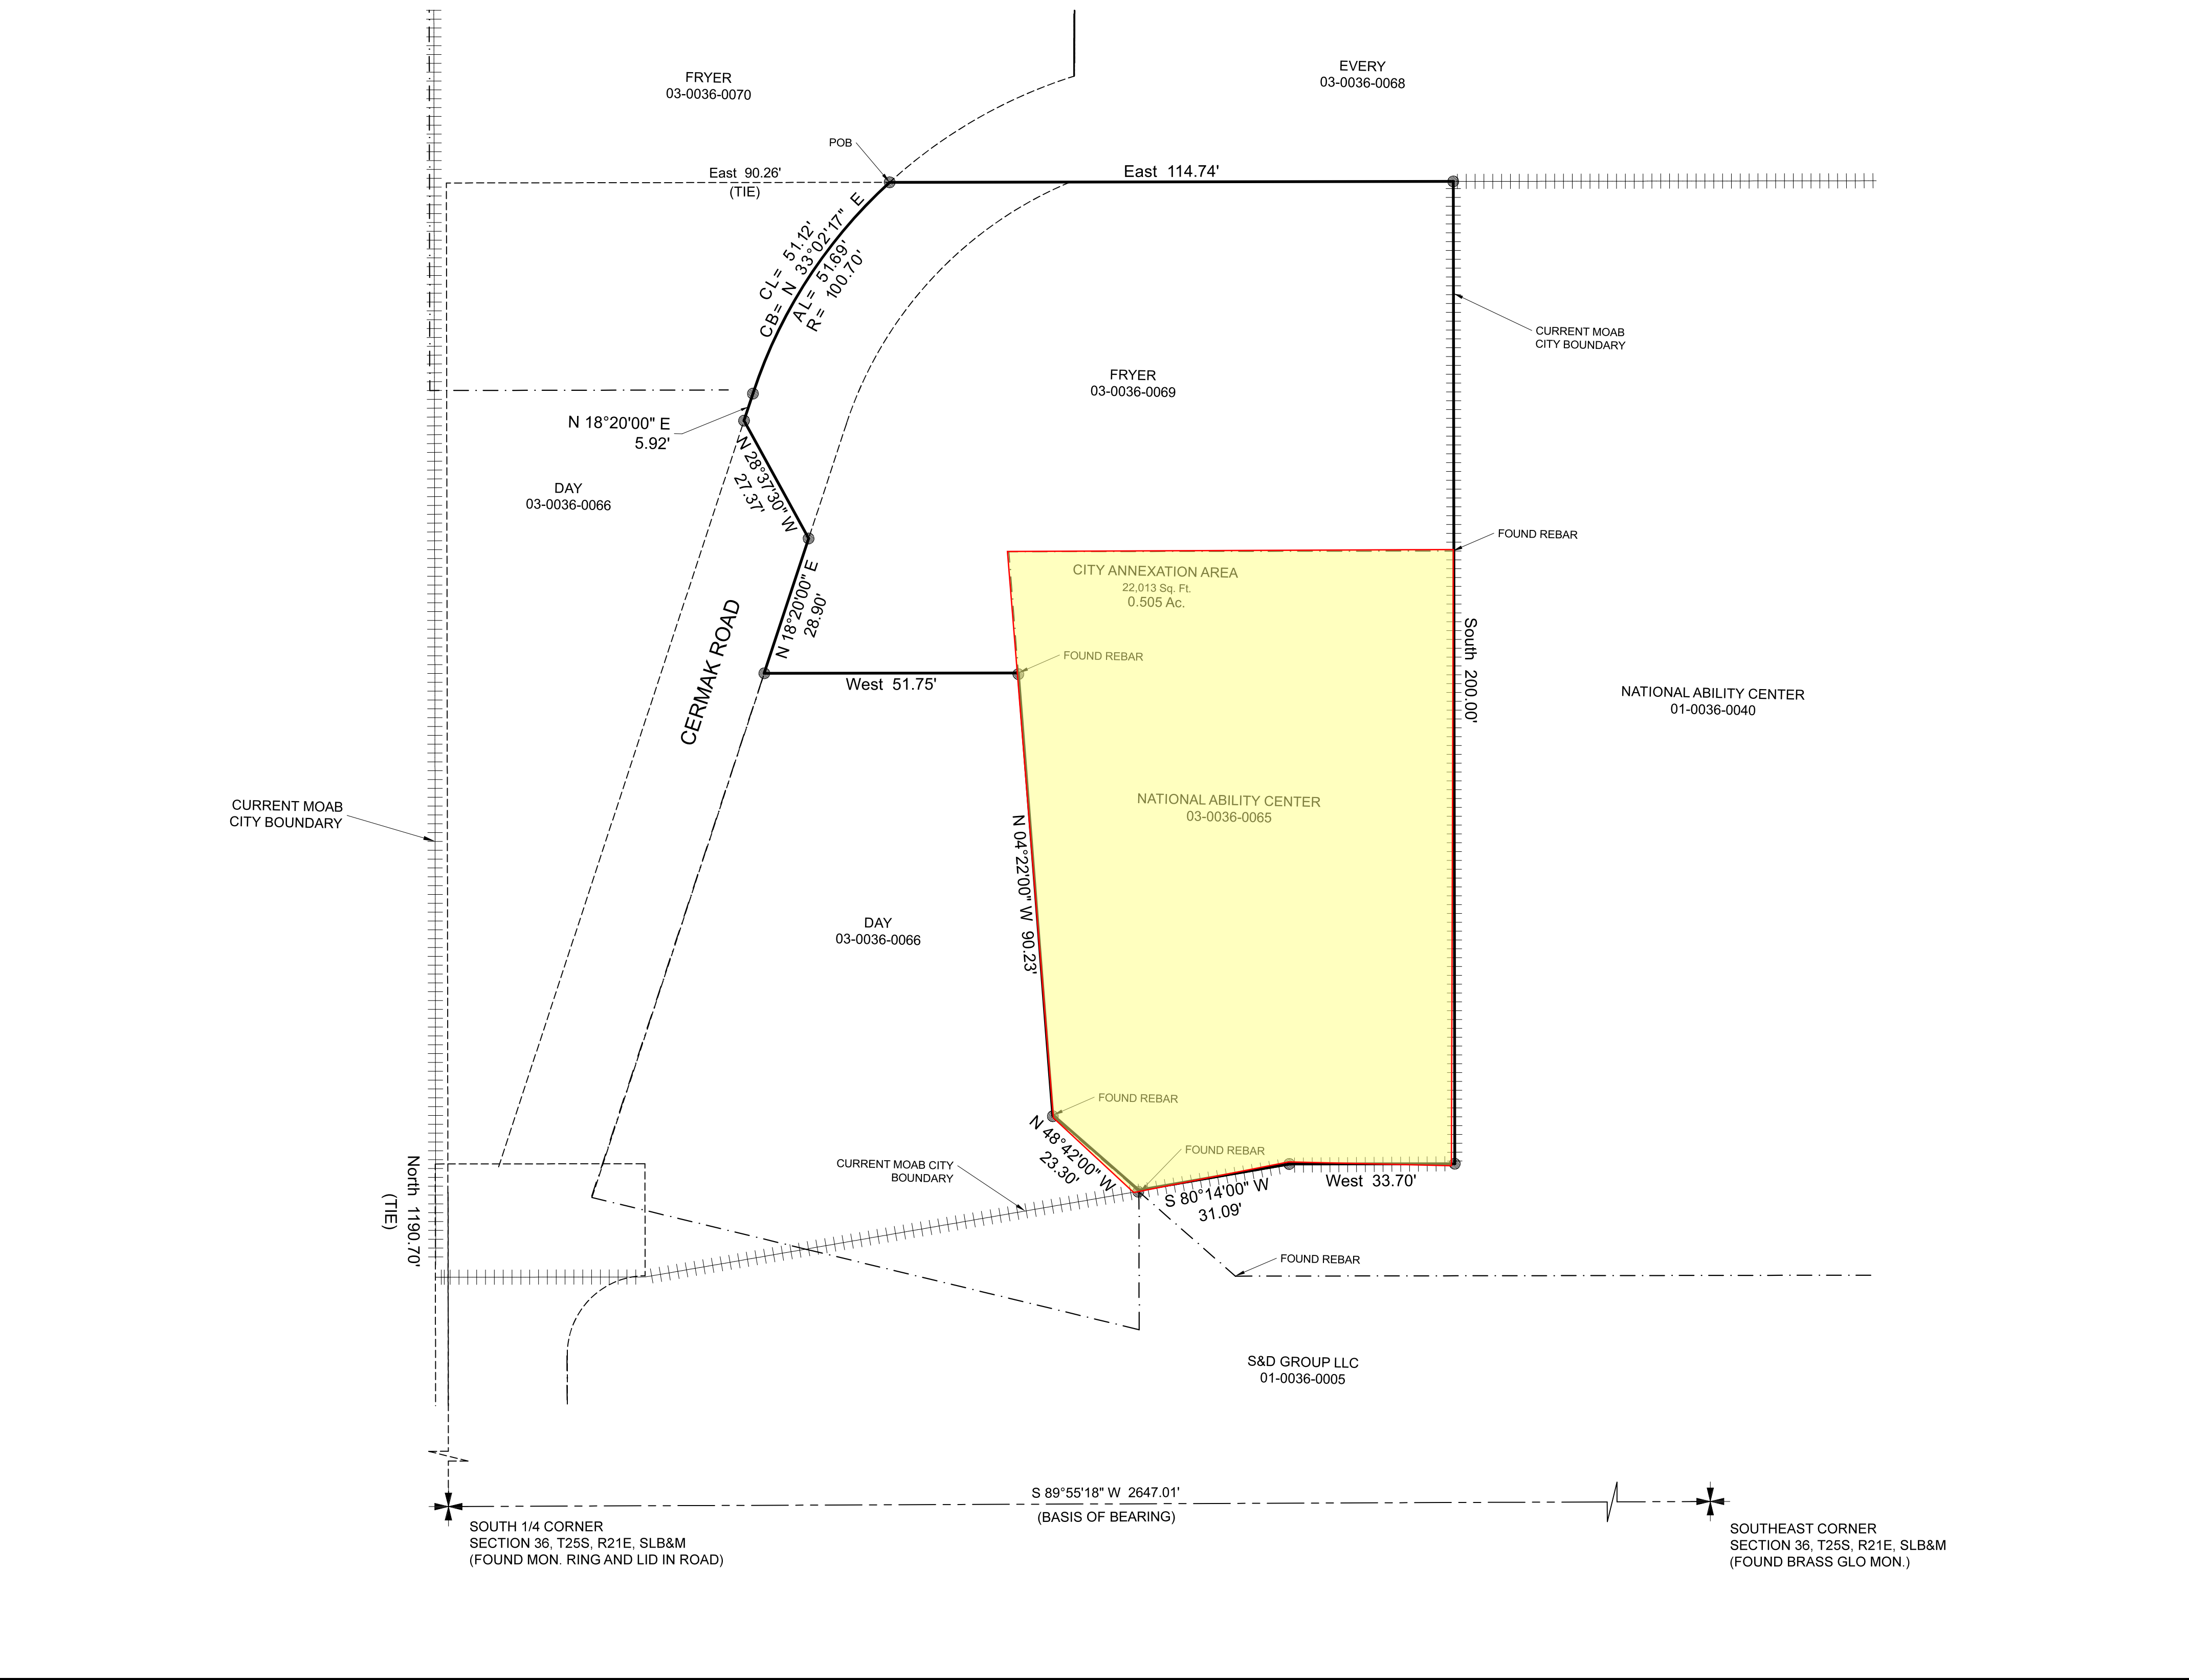 FRYER
03-0036-0070
EVERY
03-0036-0068
POB
East 90.26'
(TIE)
East 114.74'
CL= 51.12'
CB= N 33°02'17" E
AL= 51.69'
R= 100.70'
CURRENT MOAB
CITY BOUNDARY
FRYER
03-0036-0069
N 18°20'00" E
5.92'
N 28°37'30" W
27.37'
DAY
03-0036-0066
FOUND REBAR
CITY ANNEXATION AREA
22,013 Sq. Ft.
0.505 Ac.
N 18°20'00" E
28.90'
CERMAK ROAD
FOUND REBAR
West 51.75'
South 200.00'
NATIONAL ABILITY CENTER
01-0036-0040
CURRENT MOAB
CITY BOUNDARY
NATIONAL ABILITY CENTER
03-0036-0065
N 04°22'00" W 90.23'
DAY
03-0036-0066
FOUND REBAR
N 48°42'00" W
23.30'
FOUND REBAR
CURRENT MOAB CITY
BOUNDARY
S 80°14'00" W
31.09'
West 33.70'
North 1190.70'
(TIE)
FOUND REBAR
S&D GROUP LLC
01-0036-0005
S 89°55'18" W 2647.01'
(BASIS OF BEARING)
SOUTH 1/4 CORNER
SECTION 36, T25S, R21E, SLB&M
(FOUND MON. RING AND LID IN ROAD)
SOUTHEAST CORNER
SECTION 36, T25S, R21E, SLB&M
(FOUND BRASS GLO MON.)